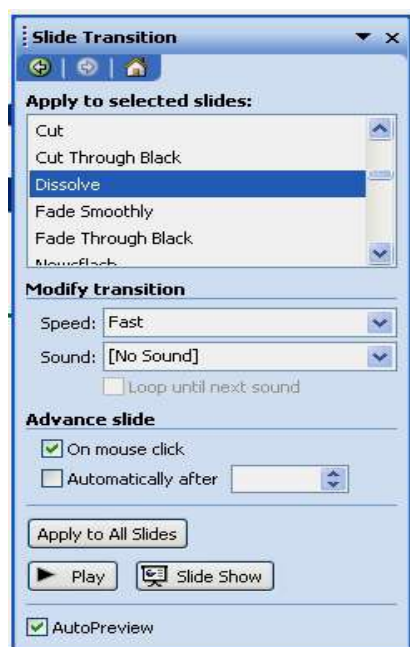 Slide Transition
Apply to selected slides:
Cut
Cut Through Black
Dissolve
Fade Smoothly
Fade Through Black
Newsflash
Modify transition
Speed: Fast
Sound: [No Sound]
Loop until next sound
Advance slide
On mouse click
Automatically after
Apply to All Slides
Play Slide Show
AutoPreview